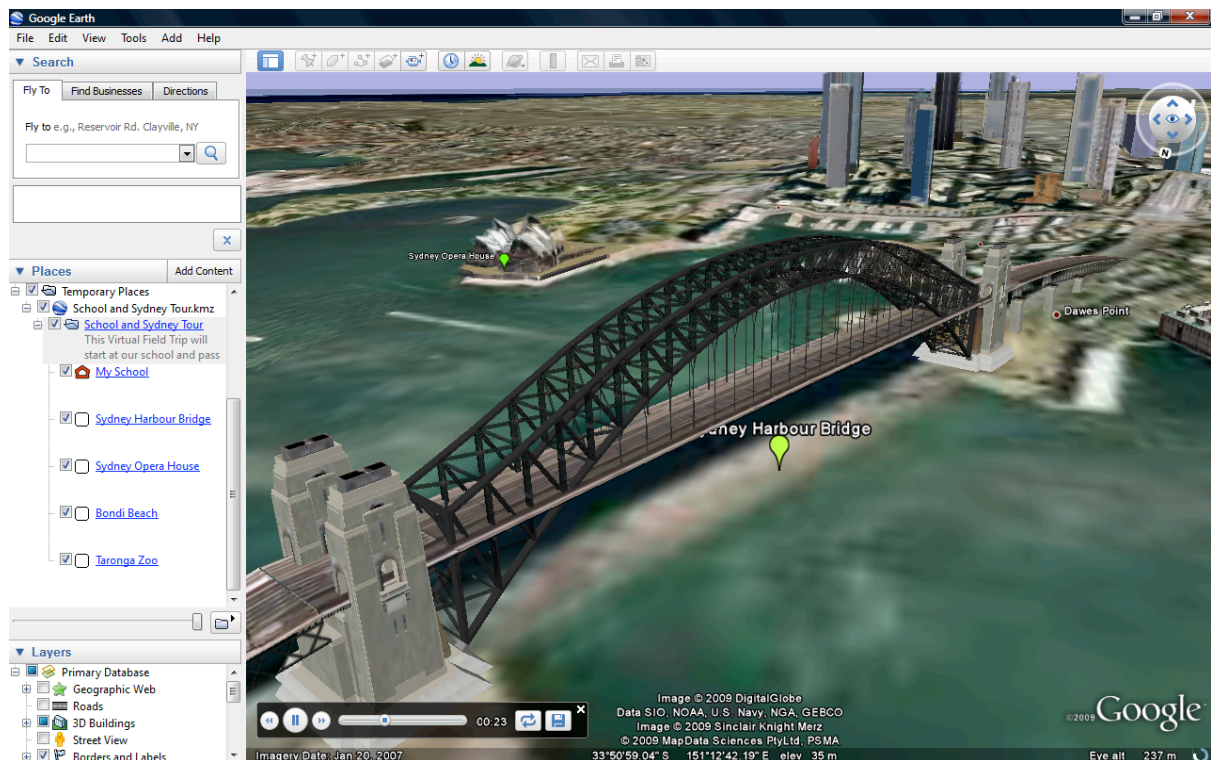 Google Earth
File Edit View Tools Add Help
Search
Fly To Find Businesses Directions
Fly to e.g., Reservoir Rd. Clayville, NY
Places Add Content
Temporary Places
School and Sydney Tour.kmz
School and Sydney Tour
This Virtual Field Trip will
start at our school and pass
My School
Sydney Harbour Bridge
Sydney Opera House
Bondi Beach
Taronga Zoo
Layers
Primary Database
Geographic Web
Roads
3D Buildings
Street View
Borders and Labels
N
Sydney Opera House
Dawes Point
ydney Harbour Bridge
00:23
Image © 2009 DigitalGlobe
Data SIO, NOAA, U.S. Navy, NGA, GEBCO
Image © 2009 Sinclair Knight Merz
© 2009 MapData Sciences PtyLtd, PSMA
©2009 Google
Imagery Date: Jan 20, 2007 33°50'59.04" S 151°12'42.19" E elev 35 m Eye alt 237 m